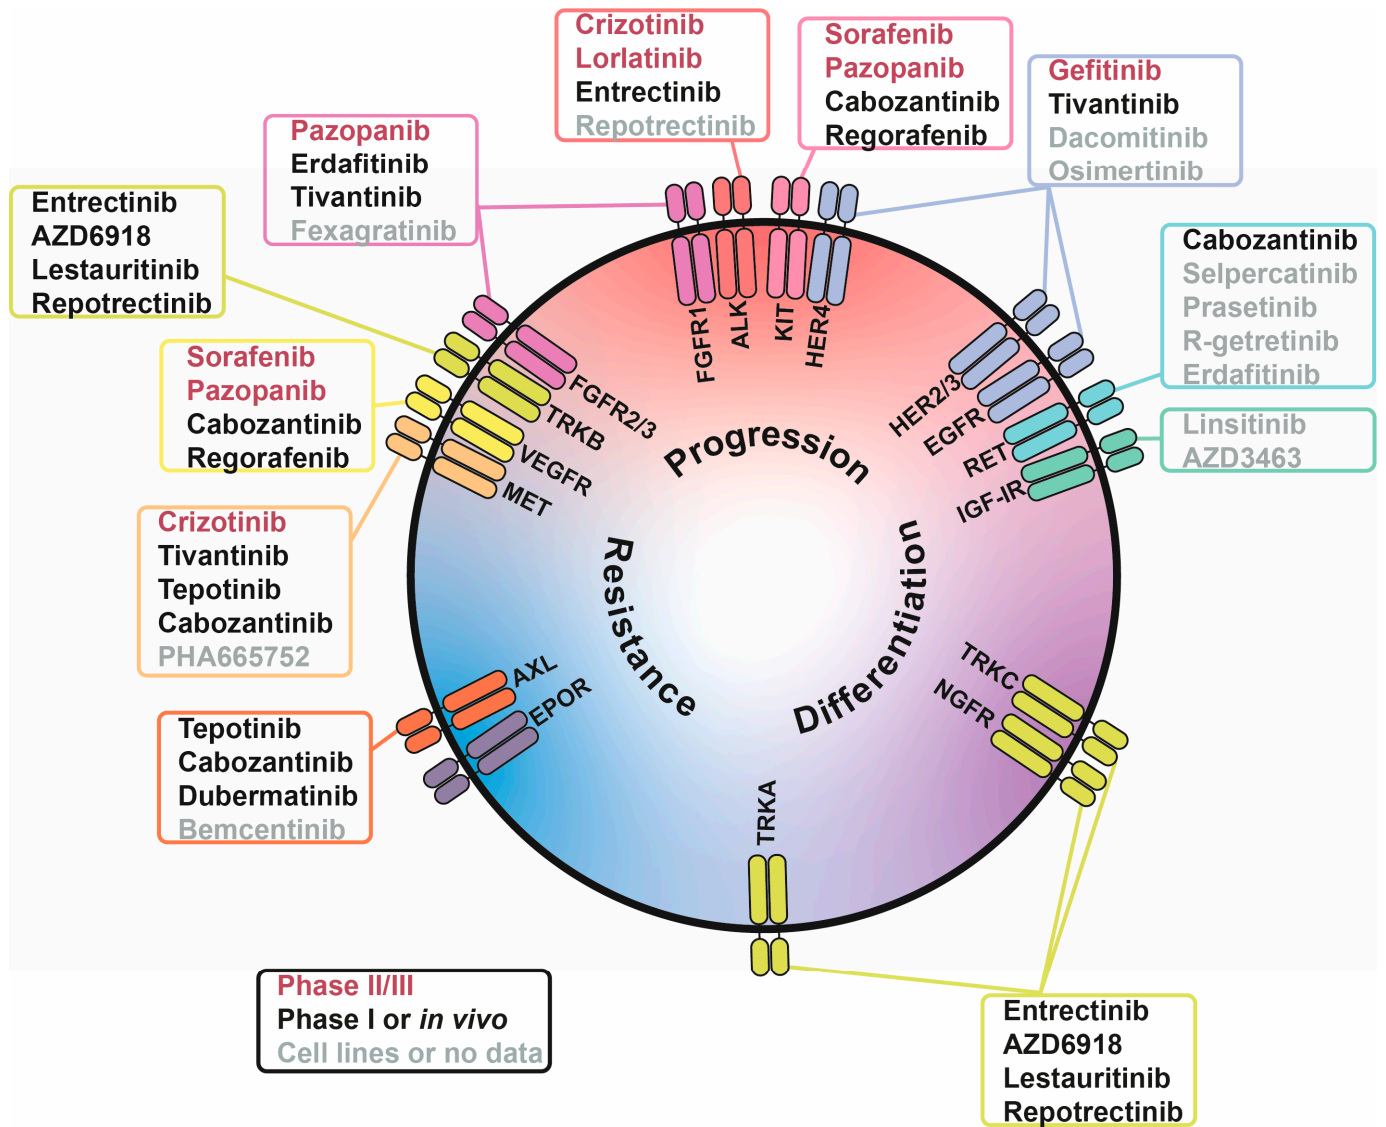 Crizotinib
Lorlatinib
Entrectinib
Repotrectinib
Sorafenib
Pazopanib
Cabozantinib
Regorafenib
Gefitinib
Tivantinib
Dacomitinib
Osimertinib
Pazopanib
Erdafitinib
Tivantinib
Fexagratinib
Entrectinib
AZD6918
Lestauritinib
Repotrectinib
Cabozantinib
Selpercatinib
Prasetinib
R-getretinib
Erdafitinib
Sorafenib
Pazopanib
Cabozantinib
Regorafenib
Linsitinib
AZD3463
Crizotinib
Tivantinib
Tepotinib
Cabozantinib
PHA665752
Tepotinib
Cabozantinib
Dubermatinib
Bemcentinib
FGFR1
ALK
KIT
HER4
HER2/3
EGFR
RET
IGF-IR
FGFR2/3
TRKB
VEGFR
MET
Progression
Resistance
Differentiation
AXL
EPOR
TRKC
NGFR
TRKA
Phase II/III
Phase I or in vivo
Cell lines or no data
Entrectinib
AZD6918
Lestauritinib
Repotrectinib